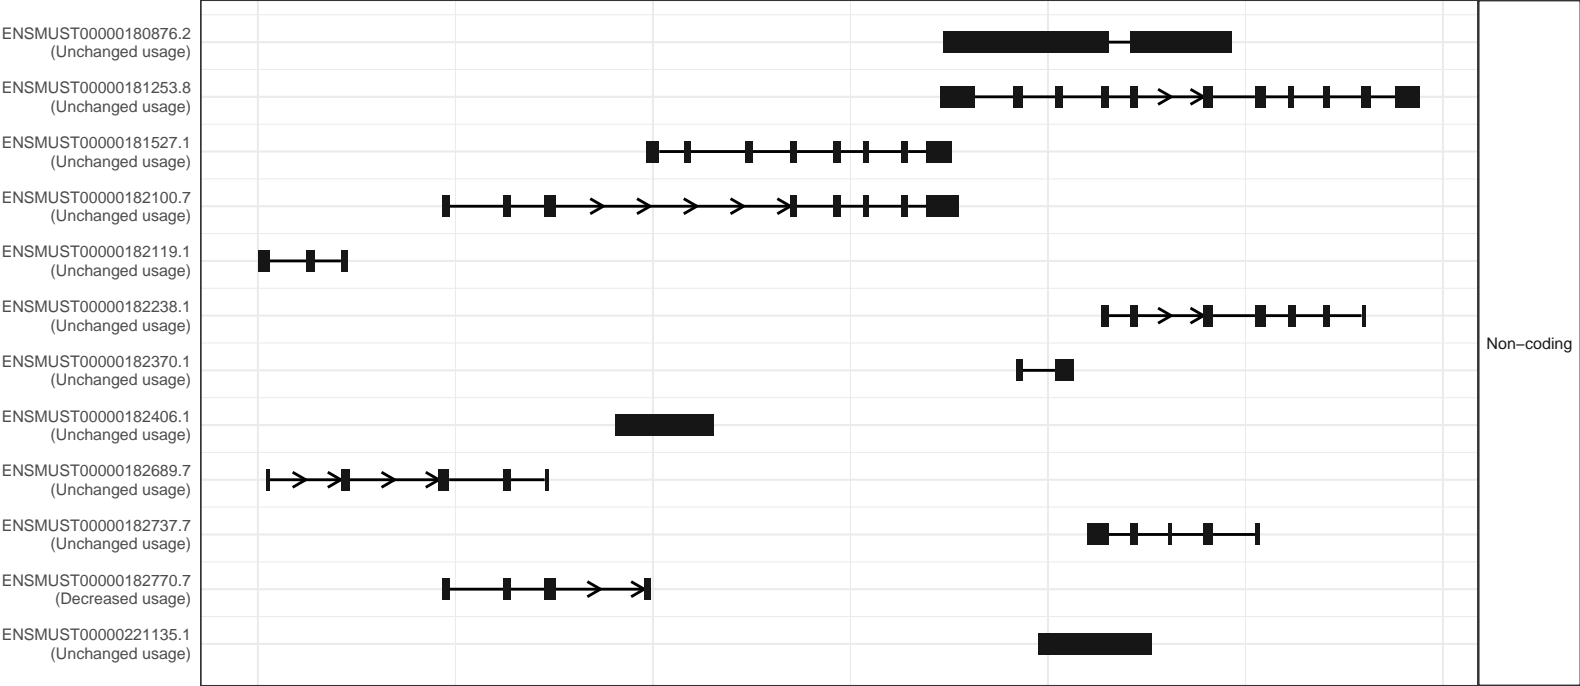 ENSMUST00000180876.2
(Unchanged usage)
ENSMUST00000181253.8
(Unchanged usage)
ENSMUST00000181527.1
(Unchanged usage)
ENSMUST00000182100.7
(Unchanged usage)
ENSMUST00000182119.1
(Unchanged usage)
ENSMUST00000182238.1
(Unchanged usage)
ENSMUST00000182370.1
(Unchanged usage)
ENSMUST00000182406.1
(Unchanged usage)
ENSMUST00000182689.7
(Unchanged usage)
ENSMUST00000182737.7
(Unchanged usage)
ENSMUST00000182770.7
(Decreased usage)
ENSMUST00000221135.1
(Unchanged usage)
Non−coding